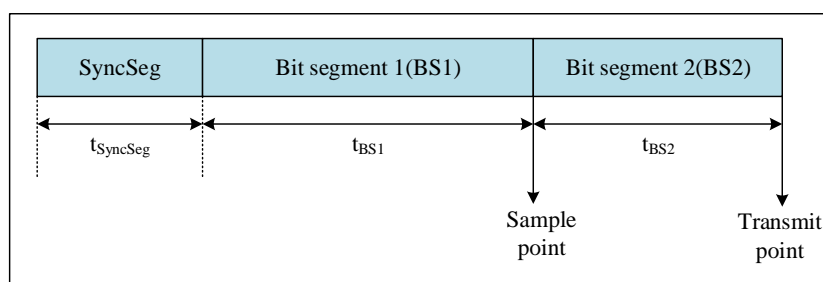 SyncSeg Bit segment 1(BS1) Bit segment 2(BS2)
tSyncSeg tBS1 tBS2
Sample Transmit
point point